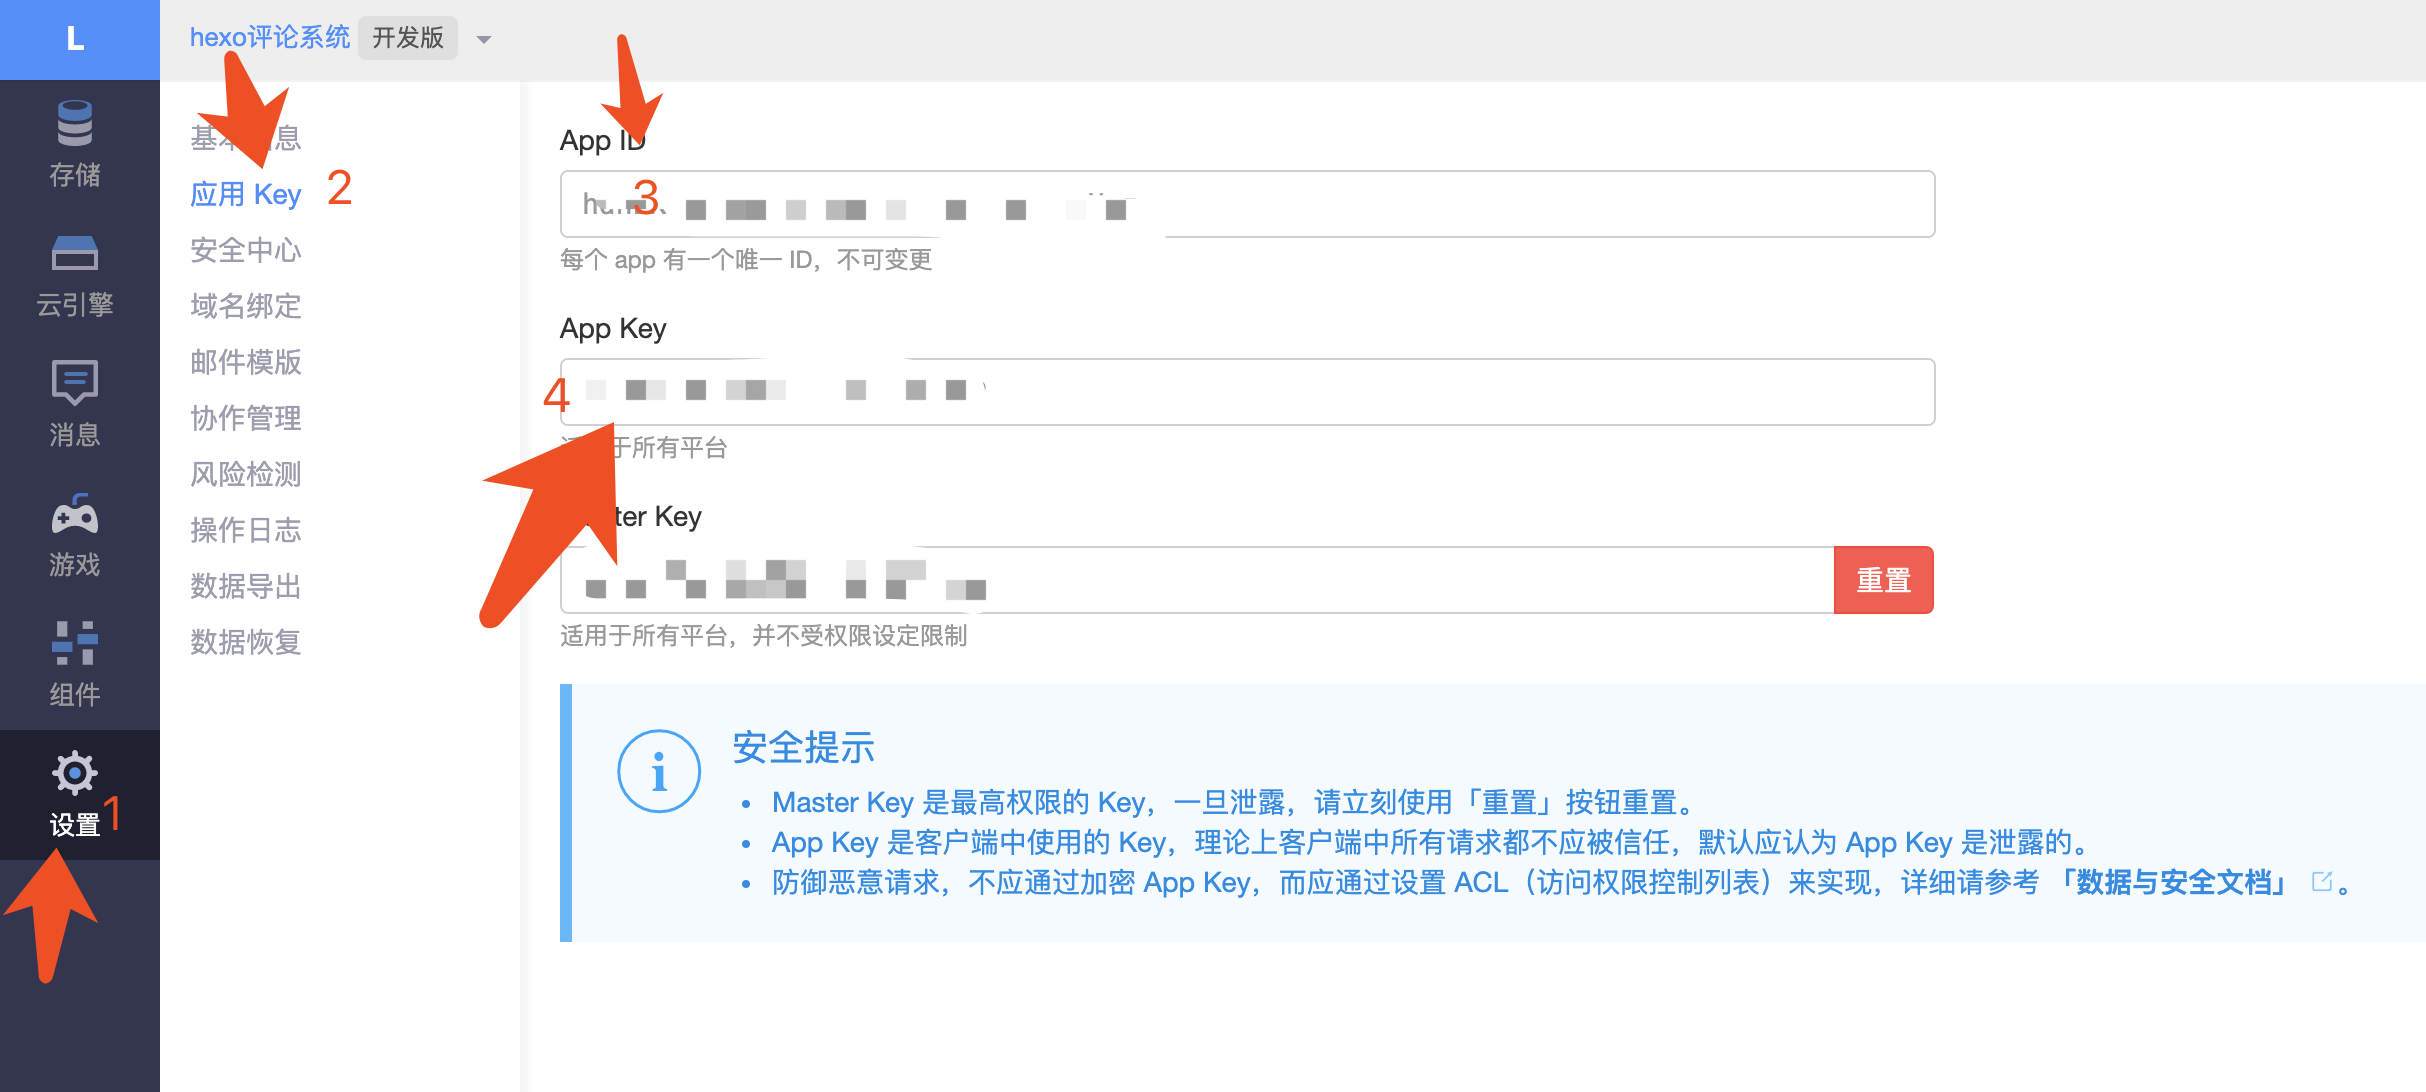 L
hexo评论系统 开发版
存储
云引擎
消息
游戏
组件
设置
1
应用 Key
2
安全中心
域名绑定
邮件模版
协作管理
风险检测
操作日志
数据导出
数据恢复
App ID
3
每个 app 有一个唯一 ID，不可变更
App Key
4
于所有平台
Key
重置
适用于所有平台，并不受权限设定限制
安全提示
Master Key 是最高权限的 Key，一旦泄露，请立刻使用「重置」按钮重置。
App Key 是客户端中使用的 Key，理论上客户端中所有请求都不应被信任，默认应认为 App Key 是泄露的。
防御恶意请求，不应通过加密 App Key，而应通过设置 ACL（访问权限控制列表）来实现，详细请参考 「数据与安全文档」 。